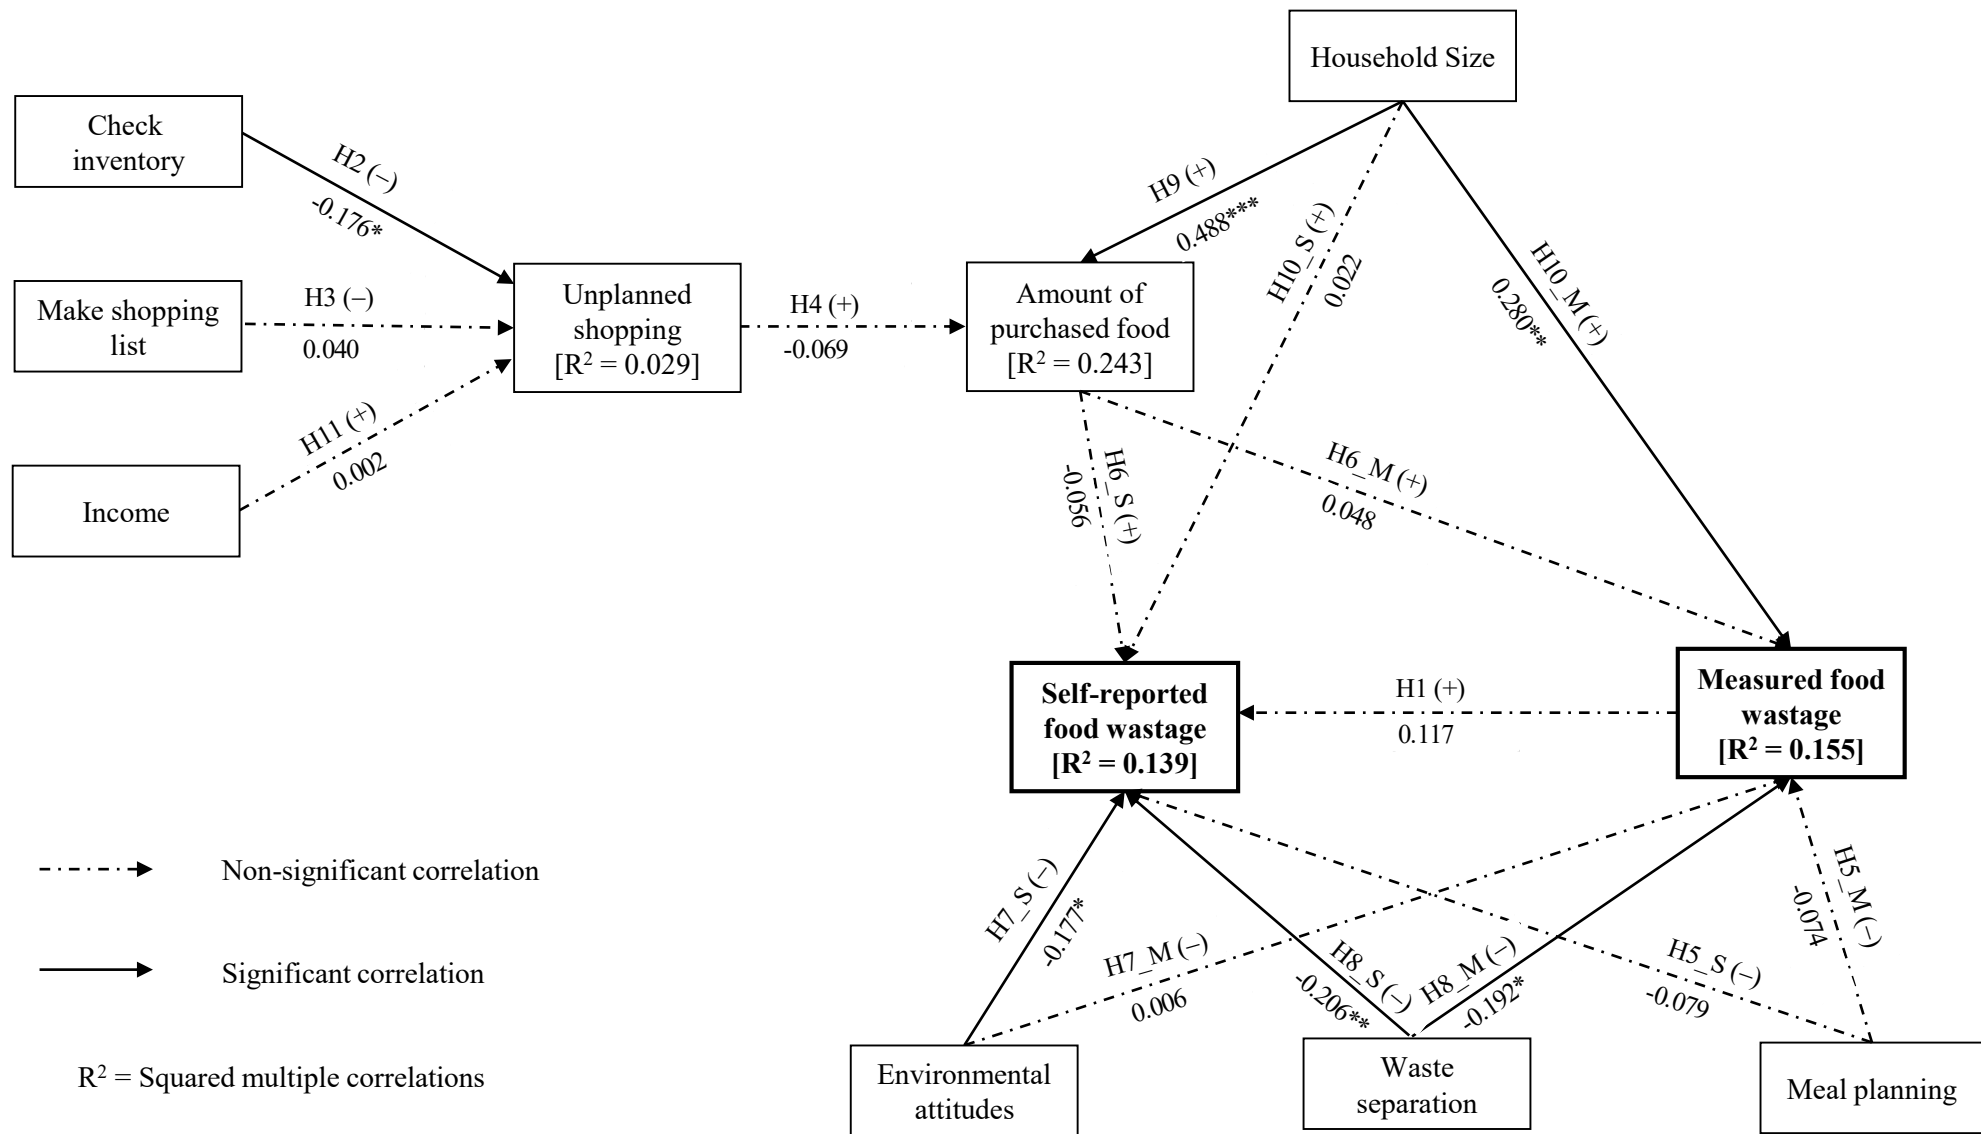 Household Size
Check
inventory
H2 (–)
-0.176*
H9 (+)
0.488***
H10_S (+)
0.022
H10_M (+)
0.280**
Make shopping
list
H3 (–)
0.040
Unplanned
shopping
[R² = 0.029]
H4 (+)
-0.069
Amount of
purchased food
[R² = 0.243]
H11 (+)
0.002
Income
H6_S (+)
-0.056
H6_M (+)
0.048
Self-reported
food wastage
[R² = 0.139]
H1 (+)
0.117
Measured food
wastage
[R² = 0.155]
Non-significant correlation
Significant correlation
R² = Squared multiple correlations
H7_S (–)
-0.177*
H7_M (–)
0.006
H8_S (–)
-0.206**
H8_M (–)
-0.192*
H5_S (–)
-0.079
H5_M (–)
-0.074
Environmental
attitudes
Waste
separation
Meal planning